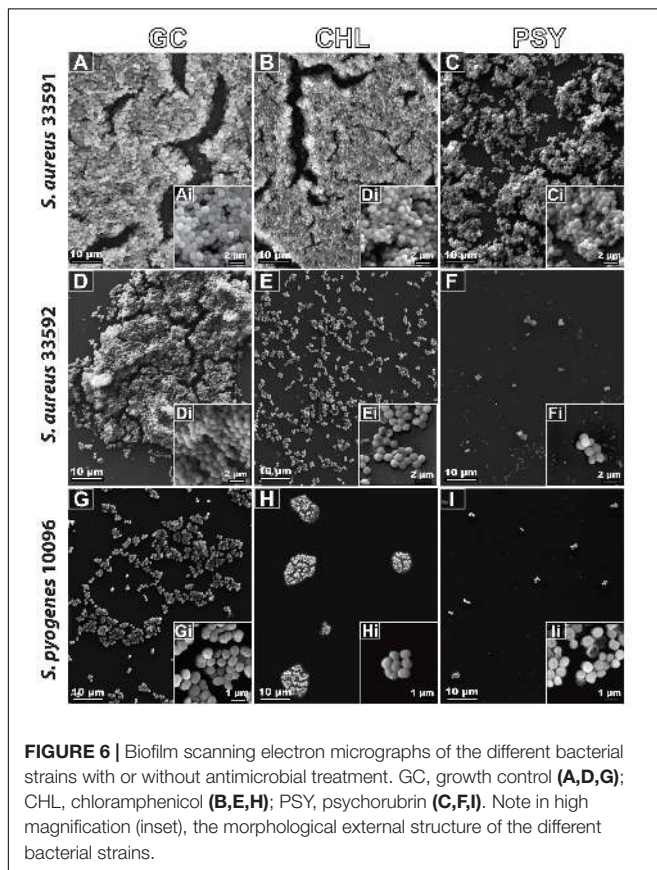 GC CHL PSY
S. aureus 33591
A B C
Ai Di Ci
10 µm 2 µm 10 µm 2 µm 10 µm 2 µm
S. aureus 33592
D E F
Di Ei Fi
10 µm 2 µm 10 µm 2 µm 10 µm 2 µm
S. pyogenes 10096
G H I
Gi Hi Ii
10 µm 1 µm 10 µm 1 µm 10 µm 1 µm
FIGURE 6 | Biofilm scanning electron micrographs of the different bacterial
strains with or without antimicrobial treatment. GC, growth control (A,D,G);
CHL, chloramphenicol (B,E,H); PSY, psychorubrin (C,F,I). Note in high
magnification (inset), the morphological external structure of the different
bacterial strains.